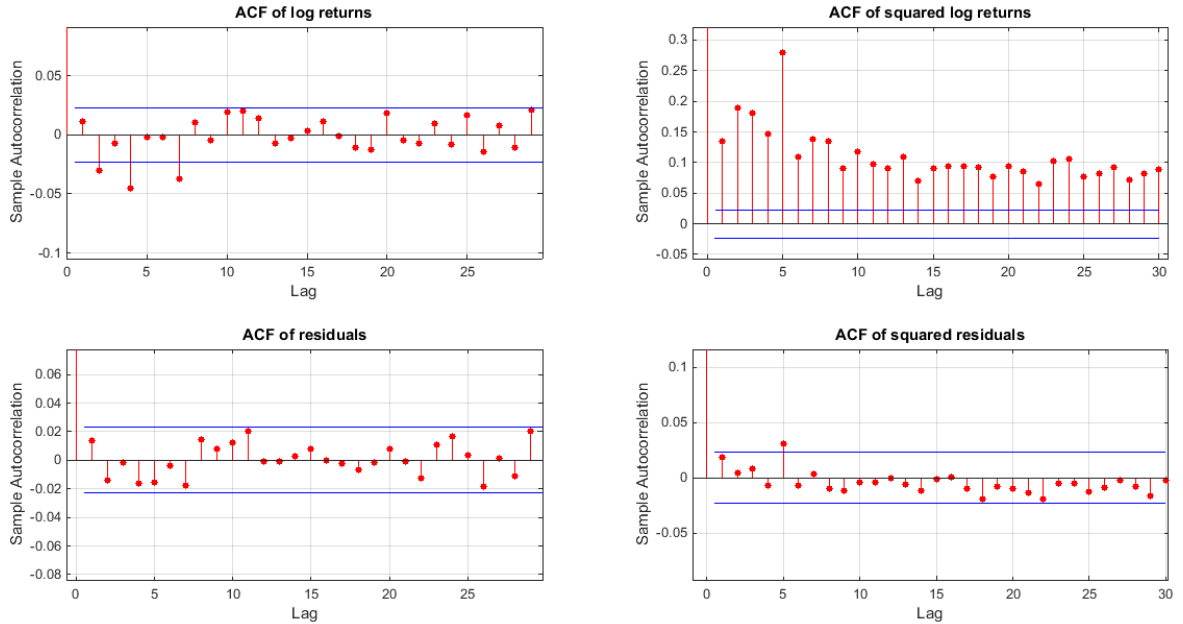 ACF of log returns
Sample Autocorrelation
0.05
0
-0.05
-0.1
0 5 10 15 20 25
Lag
ACF of squared log returns
Sample Autocorrelation
0.3
0.25
0.2
0.15
0.1
0.05
0
-0.05
0 5 10 15 20 25 30
Lag
ACF of residuals
Sample Autocorrelation
0.06
0.04
0.02
0
-0.02
-0.04
-0.06
-0.08
0 5 10 15 20 25
Lag
ACF of squared residuals
Sample Autocorrelation
0.1
0.05
0
-0.05
0 5 10 15 20 25 30
Lag